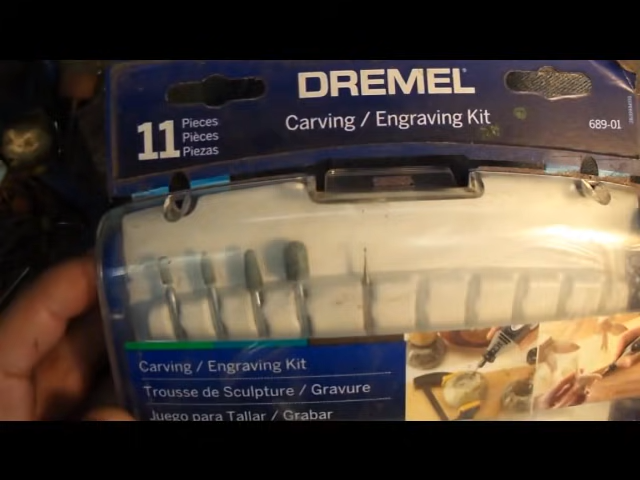 DREMEL
Carving / Engraving Kit
689-01
11 Pieces
Pièces
Piezas
Carving / Engraving Kit
Trousse de Sculpture / Gravure
Juego para Tallar / Grabar